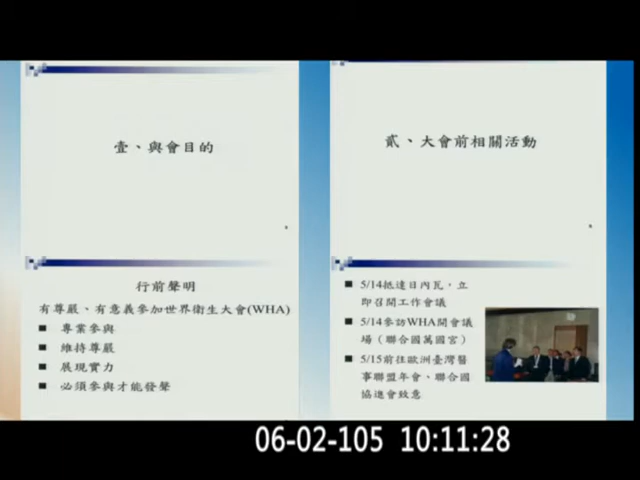 壹、與會目的
行前聲明
有尊嚴、有意義參加世界衛生大會(WHA)
專業參與
維持尊嚴
展現實力
必須參與才能發聲
貳、大會前相關活動
5/14抵達日內瓦，立
即召開工作會議
5/14參訪WHA開會議
場（聯合國萬國宮）
5/15前往歐洲臺灣醫
事聯盟年會、聯合國
協進會致意
06-02-105 10:11:28